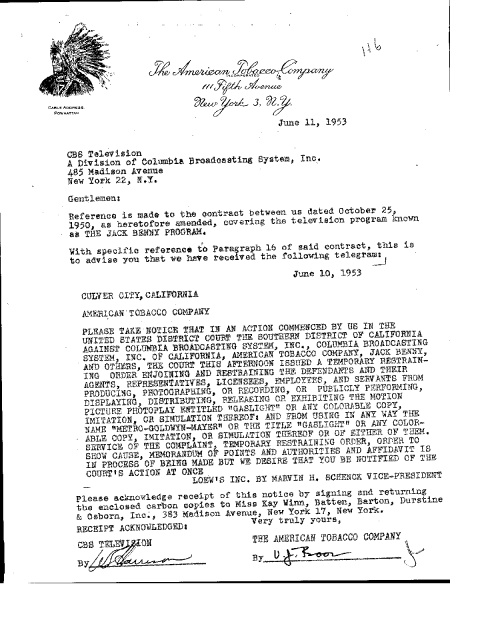 116
The American Tobacco Company
111 Fifth Avenue
New York 3, N.Y.
CABLE ADDRESS
POWHATTAN
June 11, 1953
CBS Television
A Division of Columbia Broadcasting System, Inc.
485 Madison Avenue
New York 22, N.Y.
Gentlemen:
Reference is made to the contract between us dated October 25,
1950, as heretofore amended, covering the television program known
as THE JACK BENNY PROGRAM.
With specific reference to Paragraph 16 of said contract, this is
to advise you that we have received the following telegram:
June 10, 1953
CULVER CITY, CALIFORNIA
AMERICAN TOBACCO COMPANY
PLEASE TAKE NOTICE THAT IN AN ACTION COMMENCED BY US IN THE
UNITED STATES DISTRICT COURT THE SOUTHERN DISTRICT OF CALIFORNIA
AGAINST COLUMBIA BROADCASTING SYSTEM, INC., COLUMBIA BROADCASTING
SYSTEM, INC. OF CALIFORNIA, AMERICAN TOBACCO COMPANY, JACK BENNY,
AND OTHERS, THE COURT THIS AFTERNOON ISSUED A TEMPORARY RESTRAIN-
ING ORDER ENJOINING AND RESTRAINING THE DEFENDANTS AND THEIR
AGENTS, REPRESENTATIVES, LICENSEES, EMPLOYEES, AND SERVANTS FROM
PRODUCING, PHOTOGRAPHING, OR RECORDING, OR PUBLICLY PERFORMING,
DISPLAYING, DISTRIBUTING, RELEASING OR EXHIBITING THE MOTION
PICTURE PHOTOPLAY ENTITLED "GASLIGHT" OR ANY COLORABLE COPY,
IMITATION, OR SIMULATION THEREOF: AND FROM USING IN ANY WAY THE
NAME "METRO-GOLDWYN-MAYER" OR THE TITLE "GASLIGHT" OR ANY COLOR-
ABLE COPY, IMITATION, OR SIMULATION THEREOF OR OF EITHER OF THEM.
SERVICE OF THE COMPLAINT, TEMPORARY RESTRAINING ORDER, ORDER TO
SHOW CAUSE, MEMORANDUM OF POINTS AND AUTHORITIES AND AFFIDAVIT IS
IN PROCESS OF BEING MADE BUT WE DESIRE THAT YOU BE NOTIFIED OF THE
COURT'S ACTION AT ONCE
LOEW'S INC. BY MARVIN H. SCHENCK VICE-PRESIDENT
Please acknowledge receipt of this notice by signing and returning
the enclosed carbon copies to Miss Kay Winn, Batten, Barton, Durstine
& Osborn, Inc., 383 Madison Avenue, New York 17, New York.
Very truly yours,
RECEIPT ACKNOWLEDGED:
THE AMERICAN TOBACCO COMPANY
CBS TELEVISION
By
By